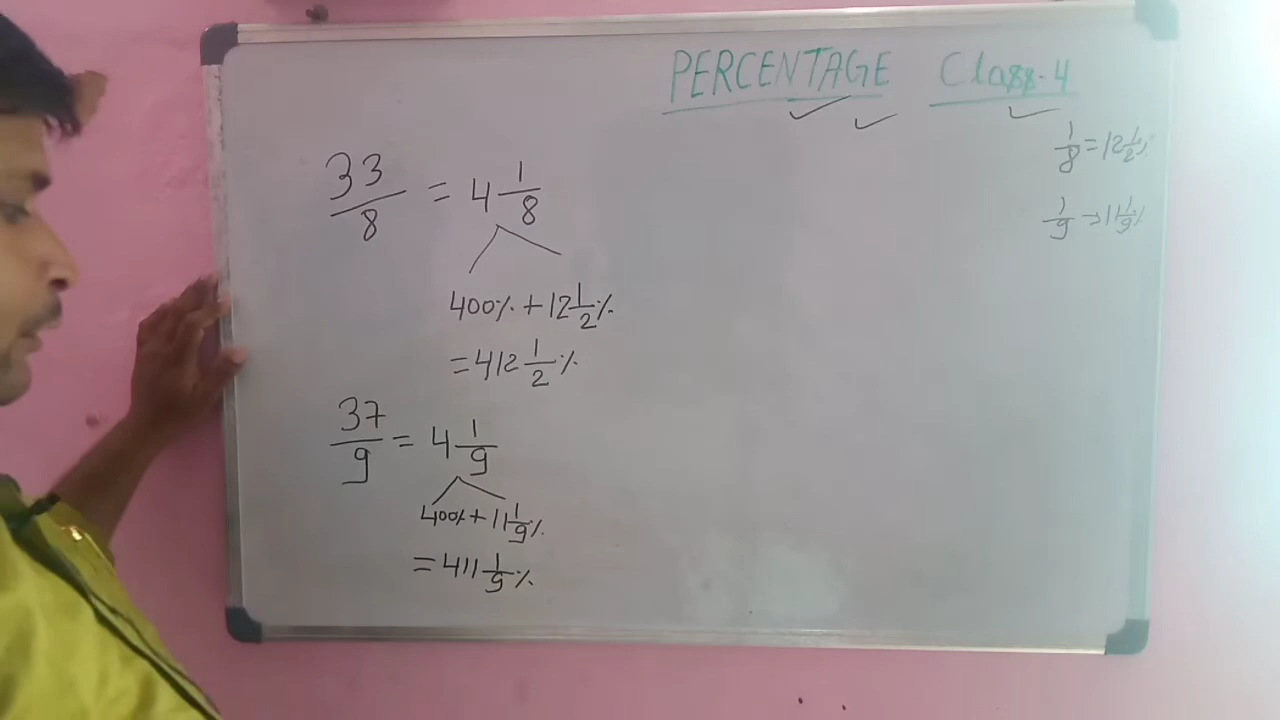 PERCENTAGE Class-4
1/8 = 12 1/2 %
1/9 → 11 1/9 %
33/8 = 4 1/8
400% + 12 1/2 %
= 412 1/2 %
37/9 = 4 1/9
400% + 11 1/9 %
= 411 1/9 %